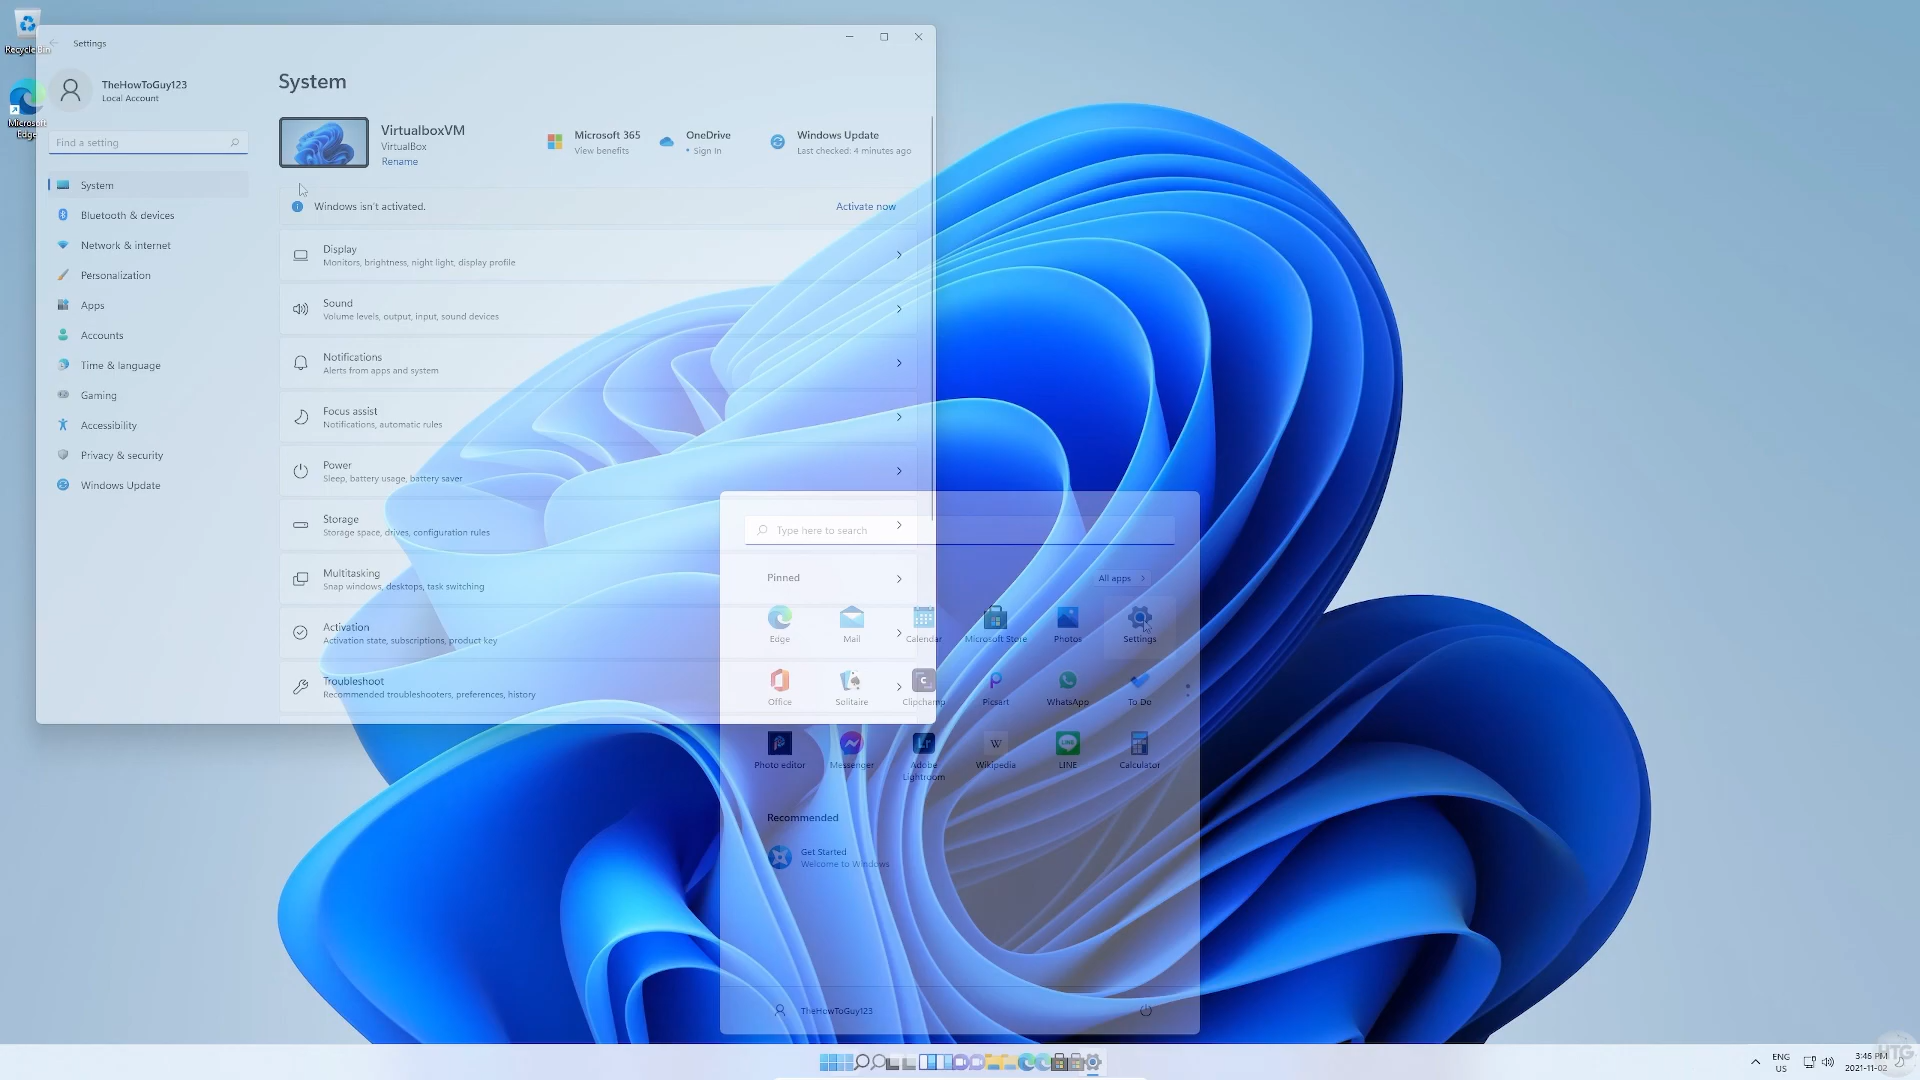 Recycle Bin
Microsoft
Edge
Settings
TheHowToGuy123
Local Account
Find a setting
System
Bluetooth & devices
Network & internet
Personalization
Apps
Accounts
Time & language
Gaming
Accessibility
Privacy & security
Windows Update
System
VirtualboxVM
VirtualBox
Rename
Microsoft 365
View benefits
OneDrive
• Sign In
Windows Update
Last checked: 4 minutes ago
Windows isn't activated.
Activate now
Display
Monitors, brightness, night light, display profile
Sound
Volume levels, output, input, sound devices
Notifications
Alerts from apps and system
Focus assist
Notifications, automatic rules
Power
Sleep, battery usage, battery saver
Storage
Storage space, drives, configuration rules
Multitasking
Snap windows, desktops, task switching
Activation
Activation state, subscriptions, product key
Troubleshoot
Recommended troubleshooters, preferences, history
Type here to search
Pinned
All apps
Edge
Mail
Calendar
Microsoft Store
Photos
Settings
Office
Solitaire
Clipchamp
Picsart
WhatsApp
To Do
Photo editor
Messenger
Adobe
Lightroom
Wikipedia
LINE
Calculator
Recommended
Get Started
Welcome to Windows
TheHowToGuy123
ENG
US
3:46 PM
2021-11-02
HTG